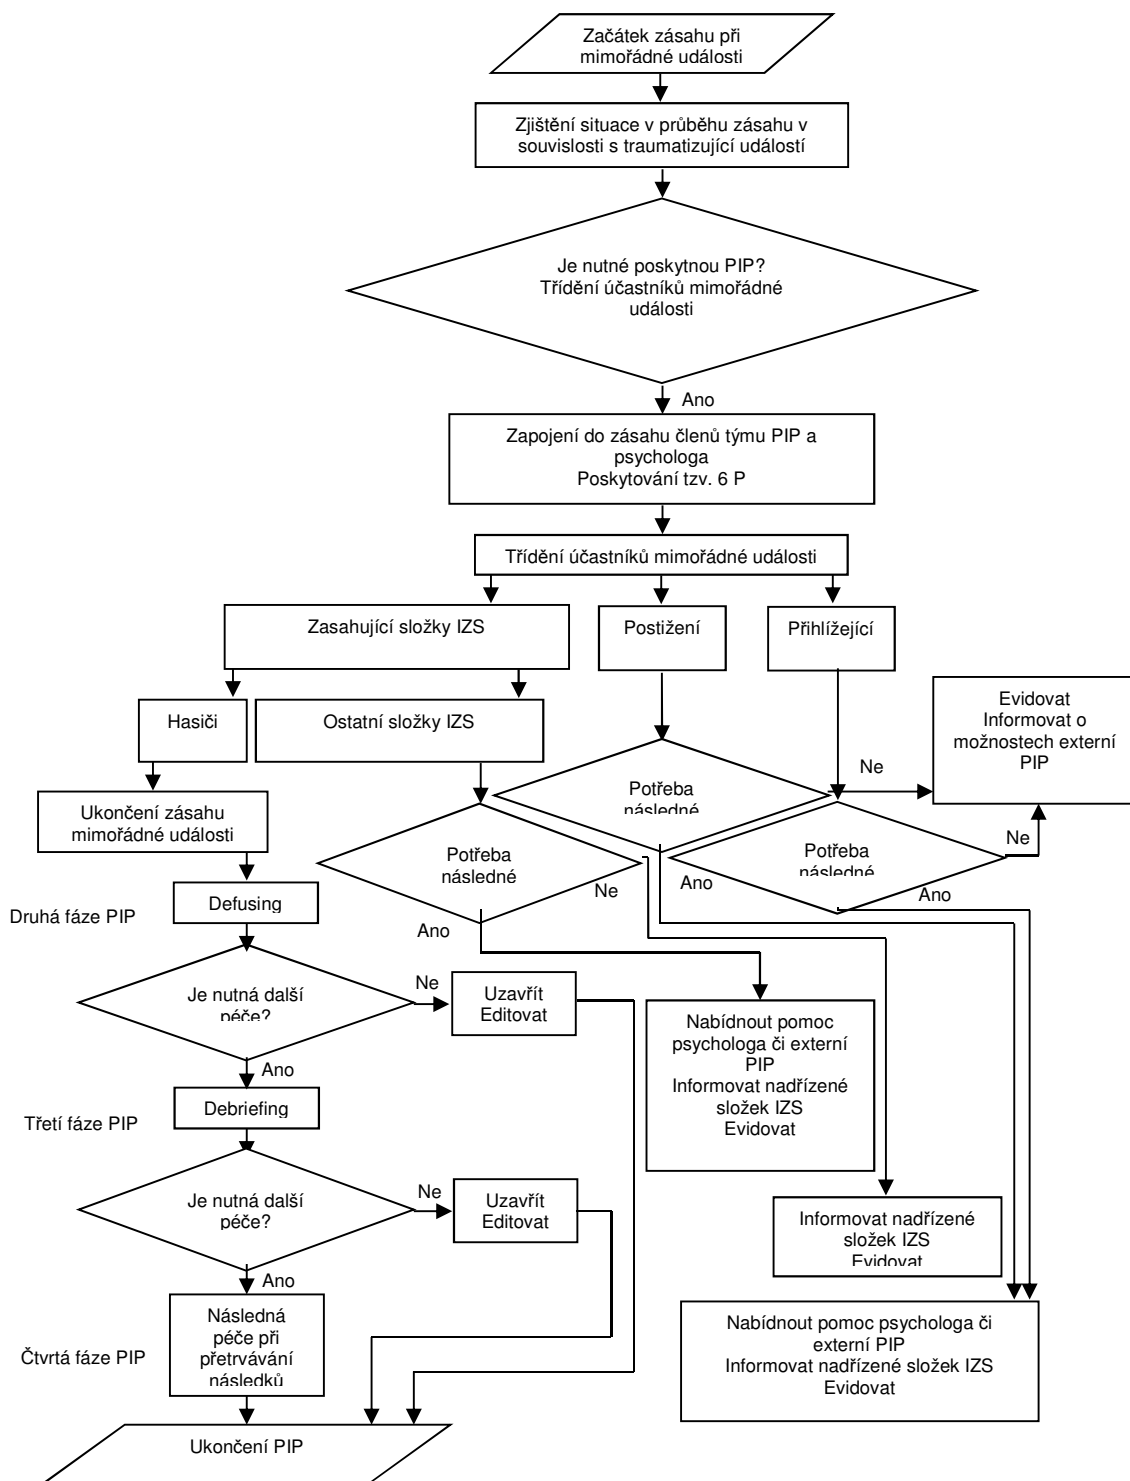 Začátek zásahu při
mimořádné události
Zjištění situace v průběhu zásahu v
souvislosti s traumatizující událostí
Je nutné poskytnou PIP?
Třídění účastníků mimořádné
události
Ano
Zapojení do zásahu členů týmu PIP a
psychologa
Poskytování tzv. 6 P
Třídění účastníků mimořádné události
Zasahující složky IZS
Postižení
Přihlížející
Hasiči
Ostatní složky IZS
Evidovat
Informovat o
možnostech externí
PIP
Ne
Potřeba
následné
Ukončení zásahu
mimořádné události
Potřeba
následné
Ne
Potřeba
následné
Ne
Ano
Ano
Ano
Druhá fáze PIP
Defusing
Je nutná další
péče?
Ne
Uzavřít
Editovat
Ano
Nabídnout pomoc
psychologa či externí
PIP
Informovat nadřízené
složek IZS
Evidovat
Třetí fáze PIP
Debriefing
Je nutná další
péče?
Ne
Uzavřít
Editovat
Ano
Informovat nadřízené
složek IZS
Evidovat
Čtvrtá fáze PIP
Následná
péče při
přetrvávání
následků
Nabídnout pomoc psychologa či
externí PIP
Informovat nadřízené složek IZS
Evidovat
Ukončení PIP